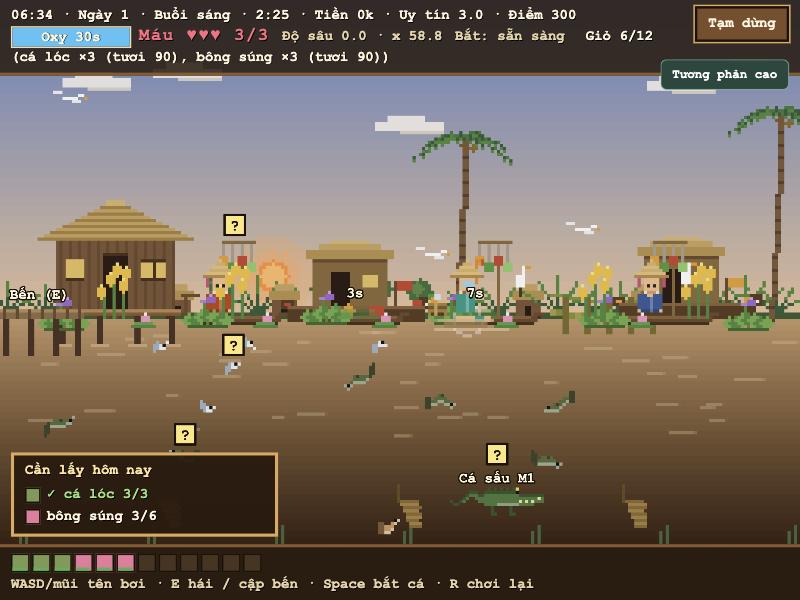 06:34 · Ngày 1 · Buổi sáng · 2:25 · Tiền 0k · Uy tín 3.0 · Điểm 300
Tạm dừng
Oxy 30s Máu ♥♥♥ 3/3 Độ sâu 0.0 · x 58.8 Bắt: sẵn sàng Giỏ 6/12
(cá lóc ×3 (tươi 90), bông súng ×3 (tươi 90))
Tương phản cao
?
Bến (E)
3s
7s
?
?
?
Cá sấu M1
Cần lấy hôm nay
✓ cá lóc 3/3
bông súng 3/6
WASD/mũi tên bơi · E hái / cập bến · Space bắt cá · R chơi lại